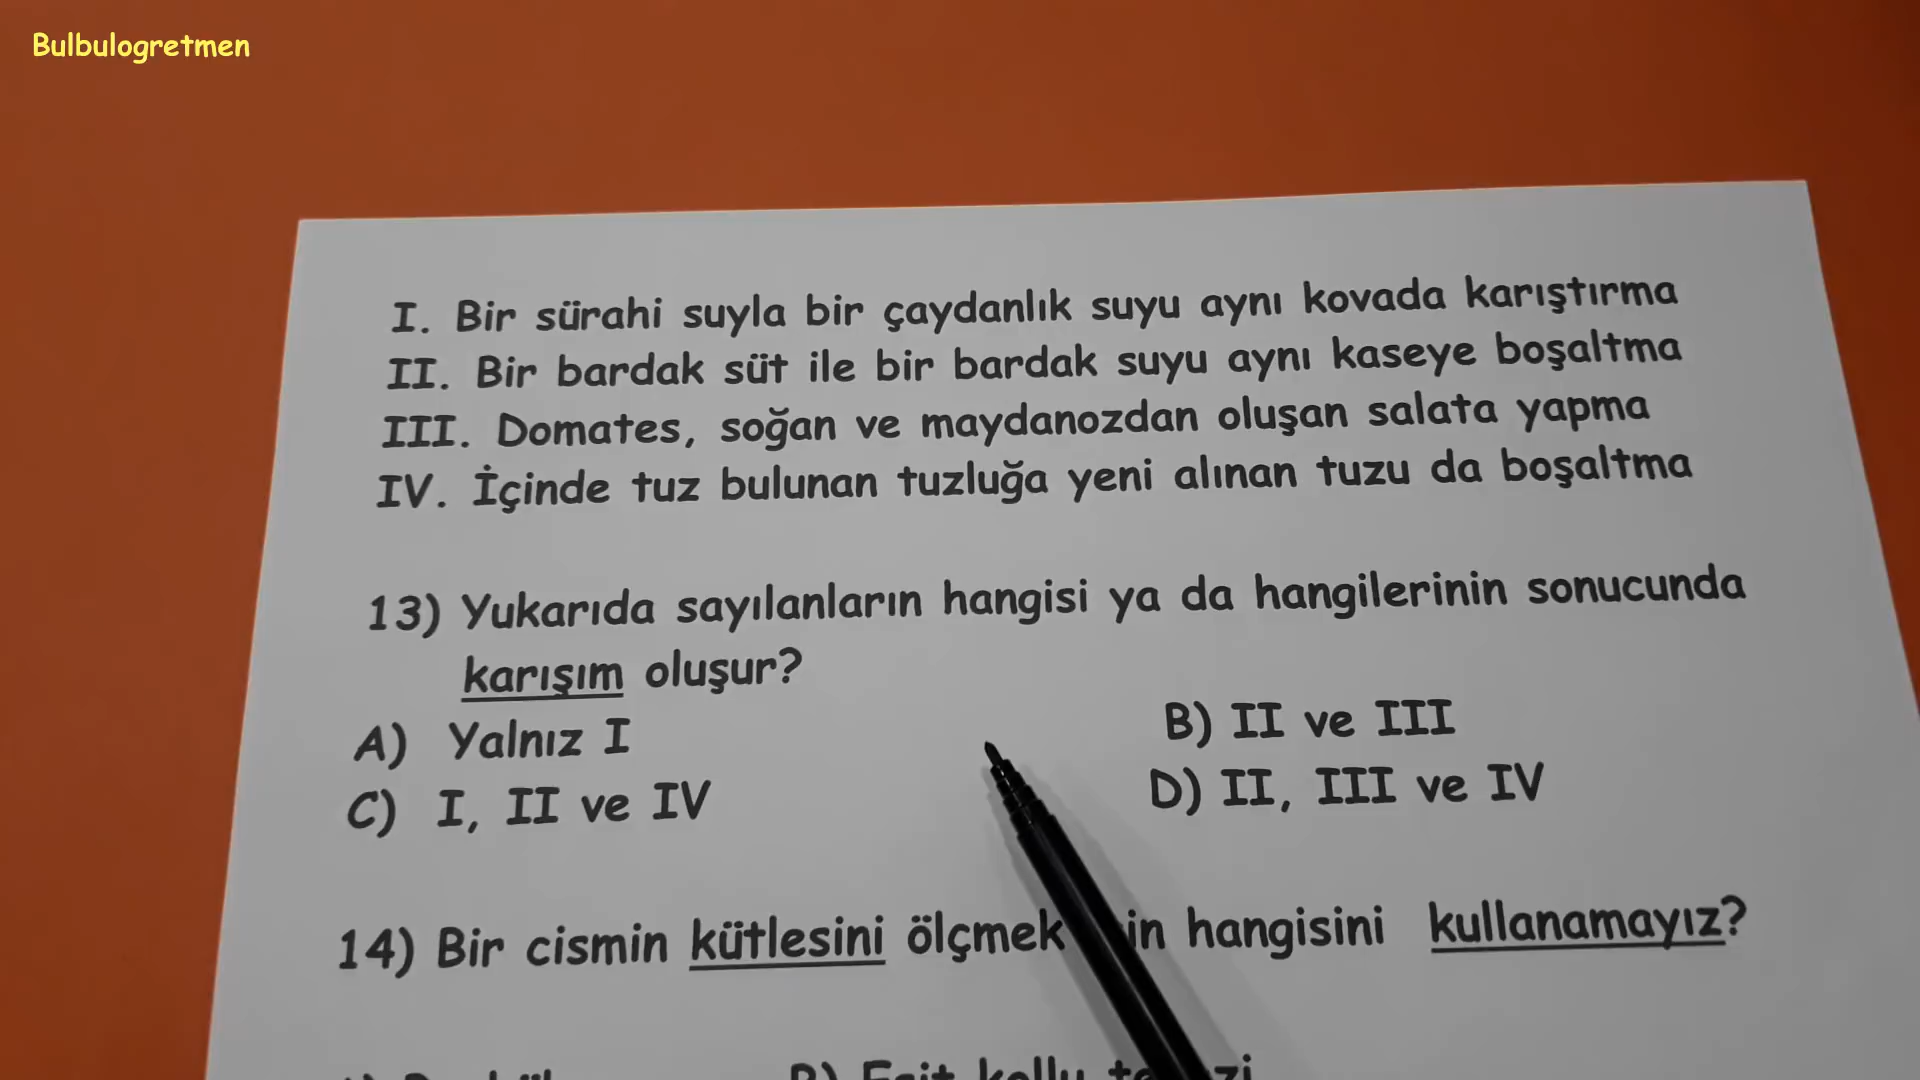 Bulbulogretmen
I. Bir sürahi suyla bir çaydanlık suyu aynı kovada karıştırma
II. Bir bardak süt ile bir bardak suyu aynı kaseye boşaltma
III. Domates, soğan ve maydanozdan oluşan salata yapma
IV. İçinde tuz bulunan tuzluğa yeni alınan tuzu da boşaltma
13) Yukarıda sayılanların hangisi ya da hangilerinin sonucunda
karışım oluşur?
A) Yalnız I B) II ve III
C) I, II ve IV D) II, III ve IV
14) Bir cismin kütlesini ölçmek hangisini kullanamayız?
B) Eşit kollu